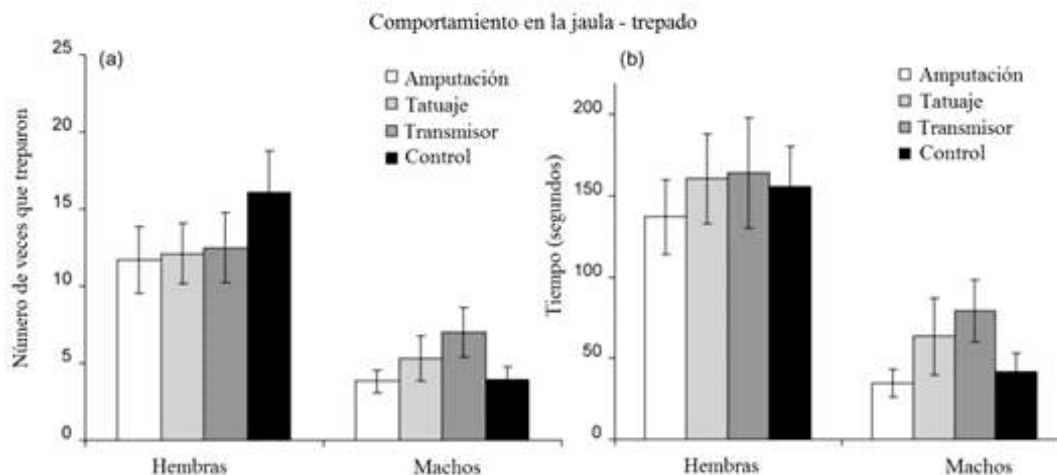 Comportamiento en la jaula - trepado
(a)
Número de veces que treparon
25
20
15
10
5
0
Amputación
Tatuaje
Transmisor
Control
Hembras
Machos
(b)
Tiempo (segundos)
200
150
100
50
0
Amputación
Tatuaje
Transmisor
Control
Hembras
Machos